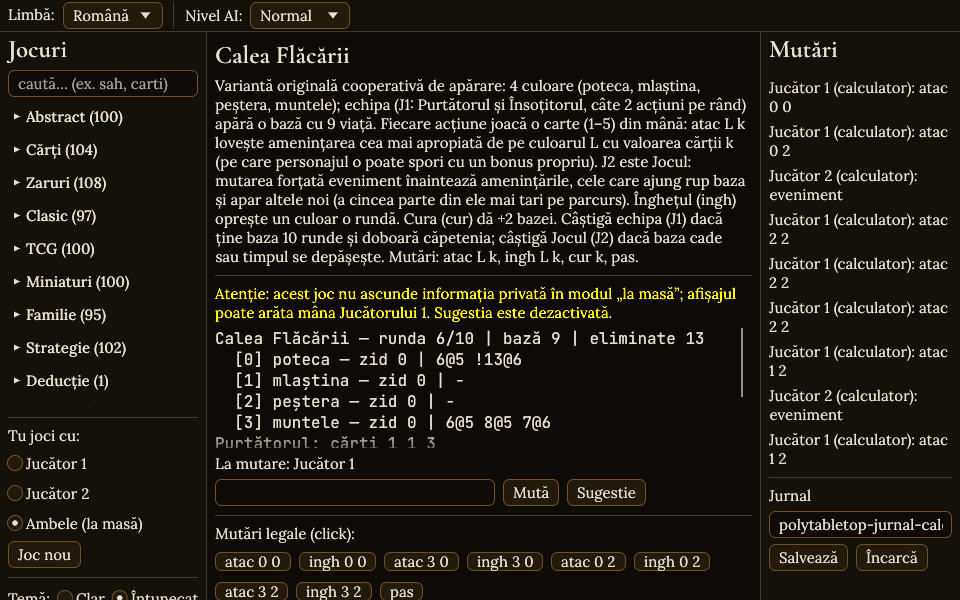 Limbă: Română ▼ Nivel AI: Normal ▼
Jocuri
caută... (ex. sah, carti)
▸ Abstract (100)
▸ Cărți (104)
▸ Zaruri (108)
▸ Clasic (97)
▸ TCG (100)
▸ Miniaturi (100)
▸ Familie (95)
▸ Strategie (102)
▸ Deducție (1)
Tu joci cu:
Jucător 1
Jucător 2
Ambele (la masă)
Joc nou
Temă: Clar Întunecat
Calea Flăcării
Variantă originală cooperativă de apărare: 4 culoare (poteca, mlaștina,
peștera, muntele); echipa (J1: Purtătorul și Însoțitorul, câte 2 acțiuni pe rând)
apără o bază cu 9 viață. Fiecare acțiune joacă o carte (1–5) din mână: atac L k
lovește amenințarea cea mai apropiată de pe culoarul L cu valoarea cărții k
(pe care personajul o poate spori cu un bonus propriu). J2 este Jocul:
mutarea forțată eveniment înaintează amenințările, cele care ajung rup baza
și apar altele noi (a cincea parte din ele mai tari pe parcurs). Înghețul (ingh)
oprește un culoar o rundă. Cura (cur) dă +2 bazei. Câștigă echipa (J1) dacă
ține baza 10 runde și doboară căpetenia; câștigă Jocul (J2) dacă baza cade
sau timpul se depășește. Mutări: atac L k, ingh L k, cur k, pas.
Atenție: acest joc nu ascunde informația privată în modul „la masă”; afișajul
poate arăta mâna Jucătorului 1. Sugestia este dezactivată.
Calea Flăcării — runda 6/10 | bază 9 | eliminate 13
[0] poteca — zid 0 | 6@5 !13@6
[1] mlaștina — zid 0 | -
[2] peștera — zid 0 | -
[3] muntele — zid 0 | 6@5 8@5 7@6
Purtătorul: cărți 1 1 3
La mutare: Jucător 1
Mută Sugestie
Mutări legale (click):
atac 0 0 ingh 0 0 atac 3 0 ingh 3 0 atac 0 2 ingh 0 2
atac 3 2 ingh 3 2 pas
Mutări
Jucător 1 (calculator): atac
0 0
Jucător 1 (calculator): atac
0 2
Jucător 2 (calculator):
eveniment
Jucător 1 (calculator): atac
2 2
Jucător 1 (calculator): atac
2 2
Jucător 1 (calculator): atac
2 2
Jucător 1 (calculator): atac
1 2
Jucător 2 (calculator):
eveniment
Jucător 1 (calculator): atac
1 2
Jurnal
polytabletop-jurnal-cale
Salvează Încarcă